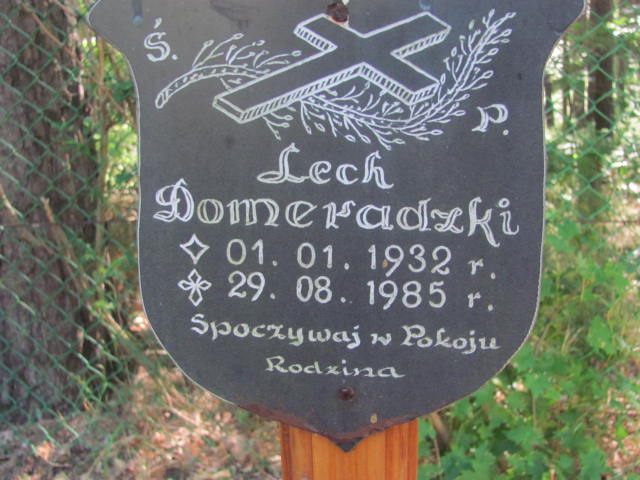 Ś. P.
Lech
Domeradzki
01. 01. 1932 r.
29. 08. 1985 r.
Spoczywaj w Pokoju
Rodzina